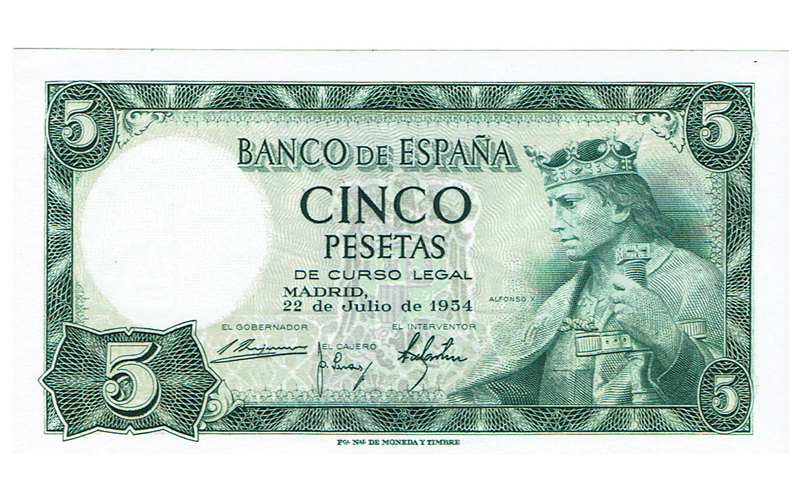 5
5
BANCO DE ESPAÑA
CINCO
PESETAS
DE CURSO LEGAL
MADRID,
22 de Julio de 1954
ALFONSO X
EL GOBERNADOR
EL CAJERO
EL INTERVENTOR
5
5
Fca. Nal. DE MONEDA Y TIMBRE